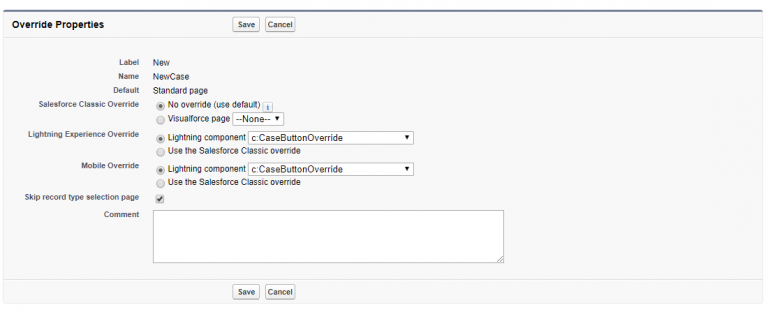 Override Properties Save Cancel
Label New
Name NewCase
Default Standard page
Salesforce Classic Override No override (use default) i
Visualforce page --None--
Lightning Experience Override Lightning component c:CaseButtonOverride
Use the Salesforce Classic override
Mobile Override Lightning component c:CaseButtonOverride
Use the Salesforce Classic override
Skip record type selection page
Comment
Save Cancel